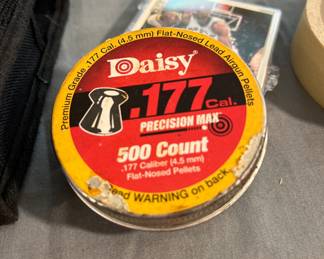 Premium Grade .177 Cal. (4.5 mm) Flat-Nosed Lead Airgun Pellets
Daisy®
.177 Cal.
PRECISION MAX
500 Count
.177 Caliber (4.5 mm)
Flat-Nosed Pellets
WARNING on back.